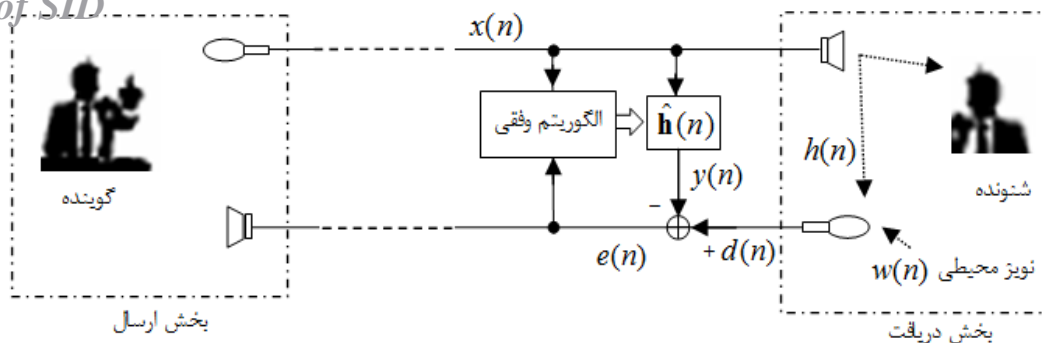 of SID
x(n)
الگوریتم وفقی
ĥ(n)
گوینده
y(n)
h(n)
شنونده
−
e(n)
+ d(n)
w(n)
نویز محیطی
بخش ارسال
بخش دریافت